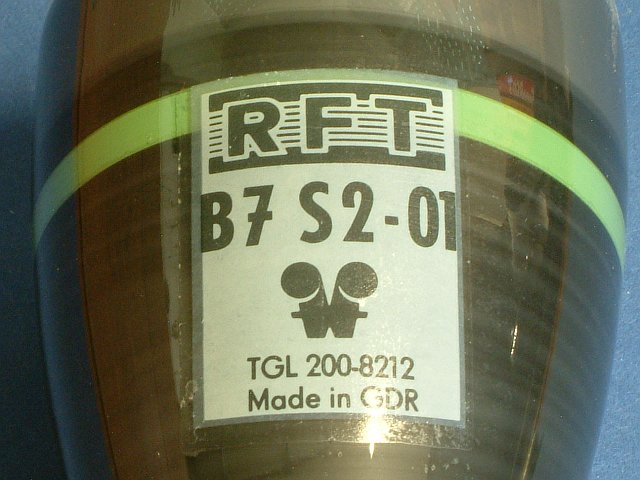 RFT
B7 S2-01
TGL 200-8212
Made in GDR